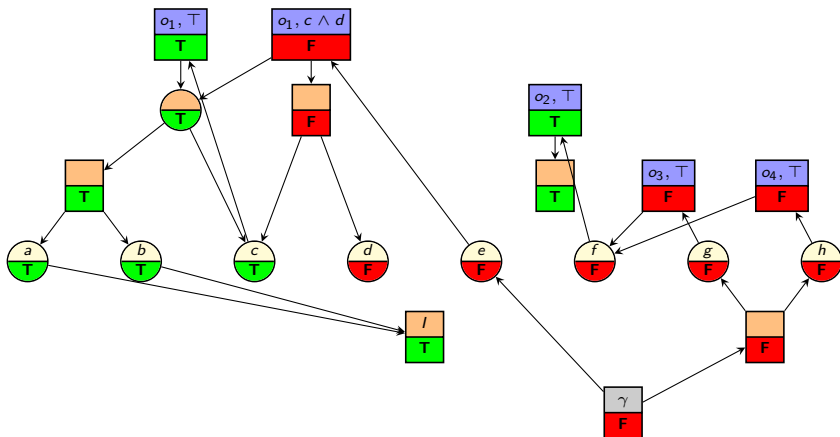 o₁, ⊤
T
o₁, c ∧ d
F
T
F
o₂, ⊤
T
T
T
o₃, ⊤
F
o₄, ⊤
F
a
T
b
T
c
T
d
F
e
F
f
F
g
F
h
F
I
T
F
γ
F